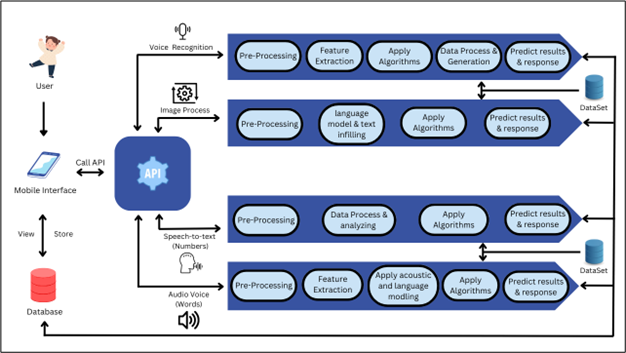 Voice Recognition
Pre-Processing
Feature
Extraction
Apply
Algorithms
Data Process &
Generation
Predict results
& response
User
Image Process
DataSet
Pre-Processing
language
model & text
infilling
Apply
Algorithms
Predict results
& response
Call API
API
Mobile Interface
View
Store
Speech-to-text
(Numbers)
Pre-Processing
Data Process &
analyzing
Apply
Algorithms
Predict results
& response
DataSet
Audio Voice
(Words)
Pre-Processing
Feature
Extraction
Apply acoustic
and language
modling
Apply
Algorithms
Predict results
& response
Database